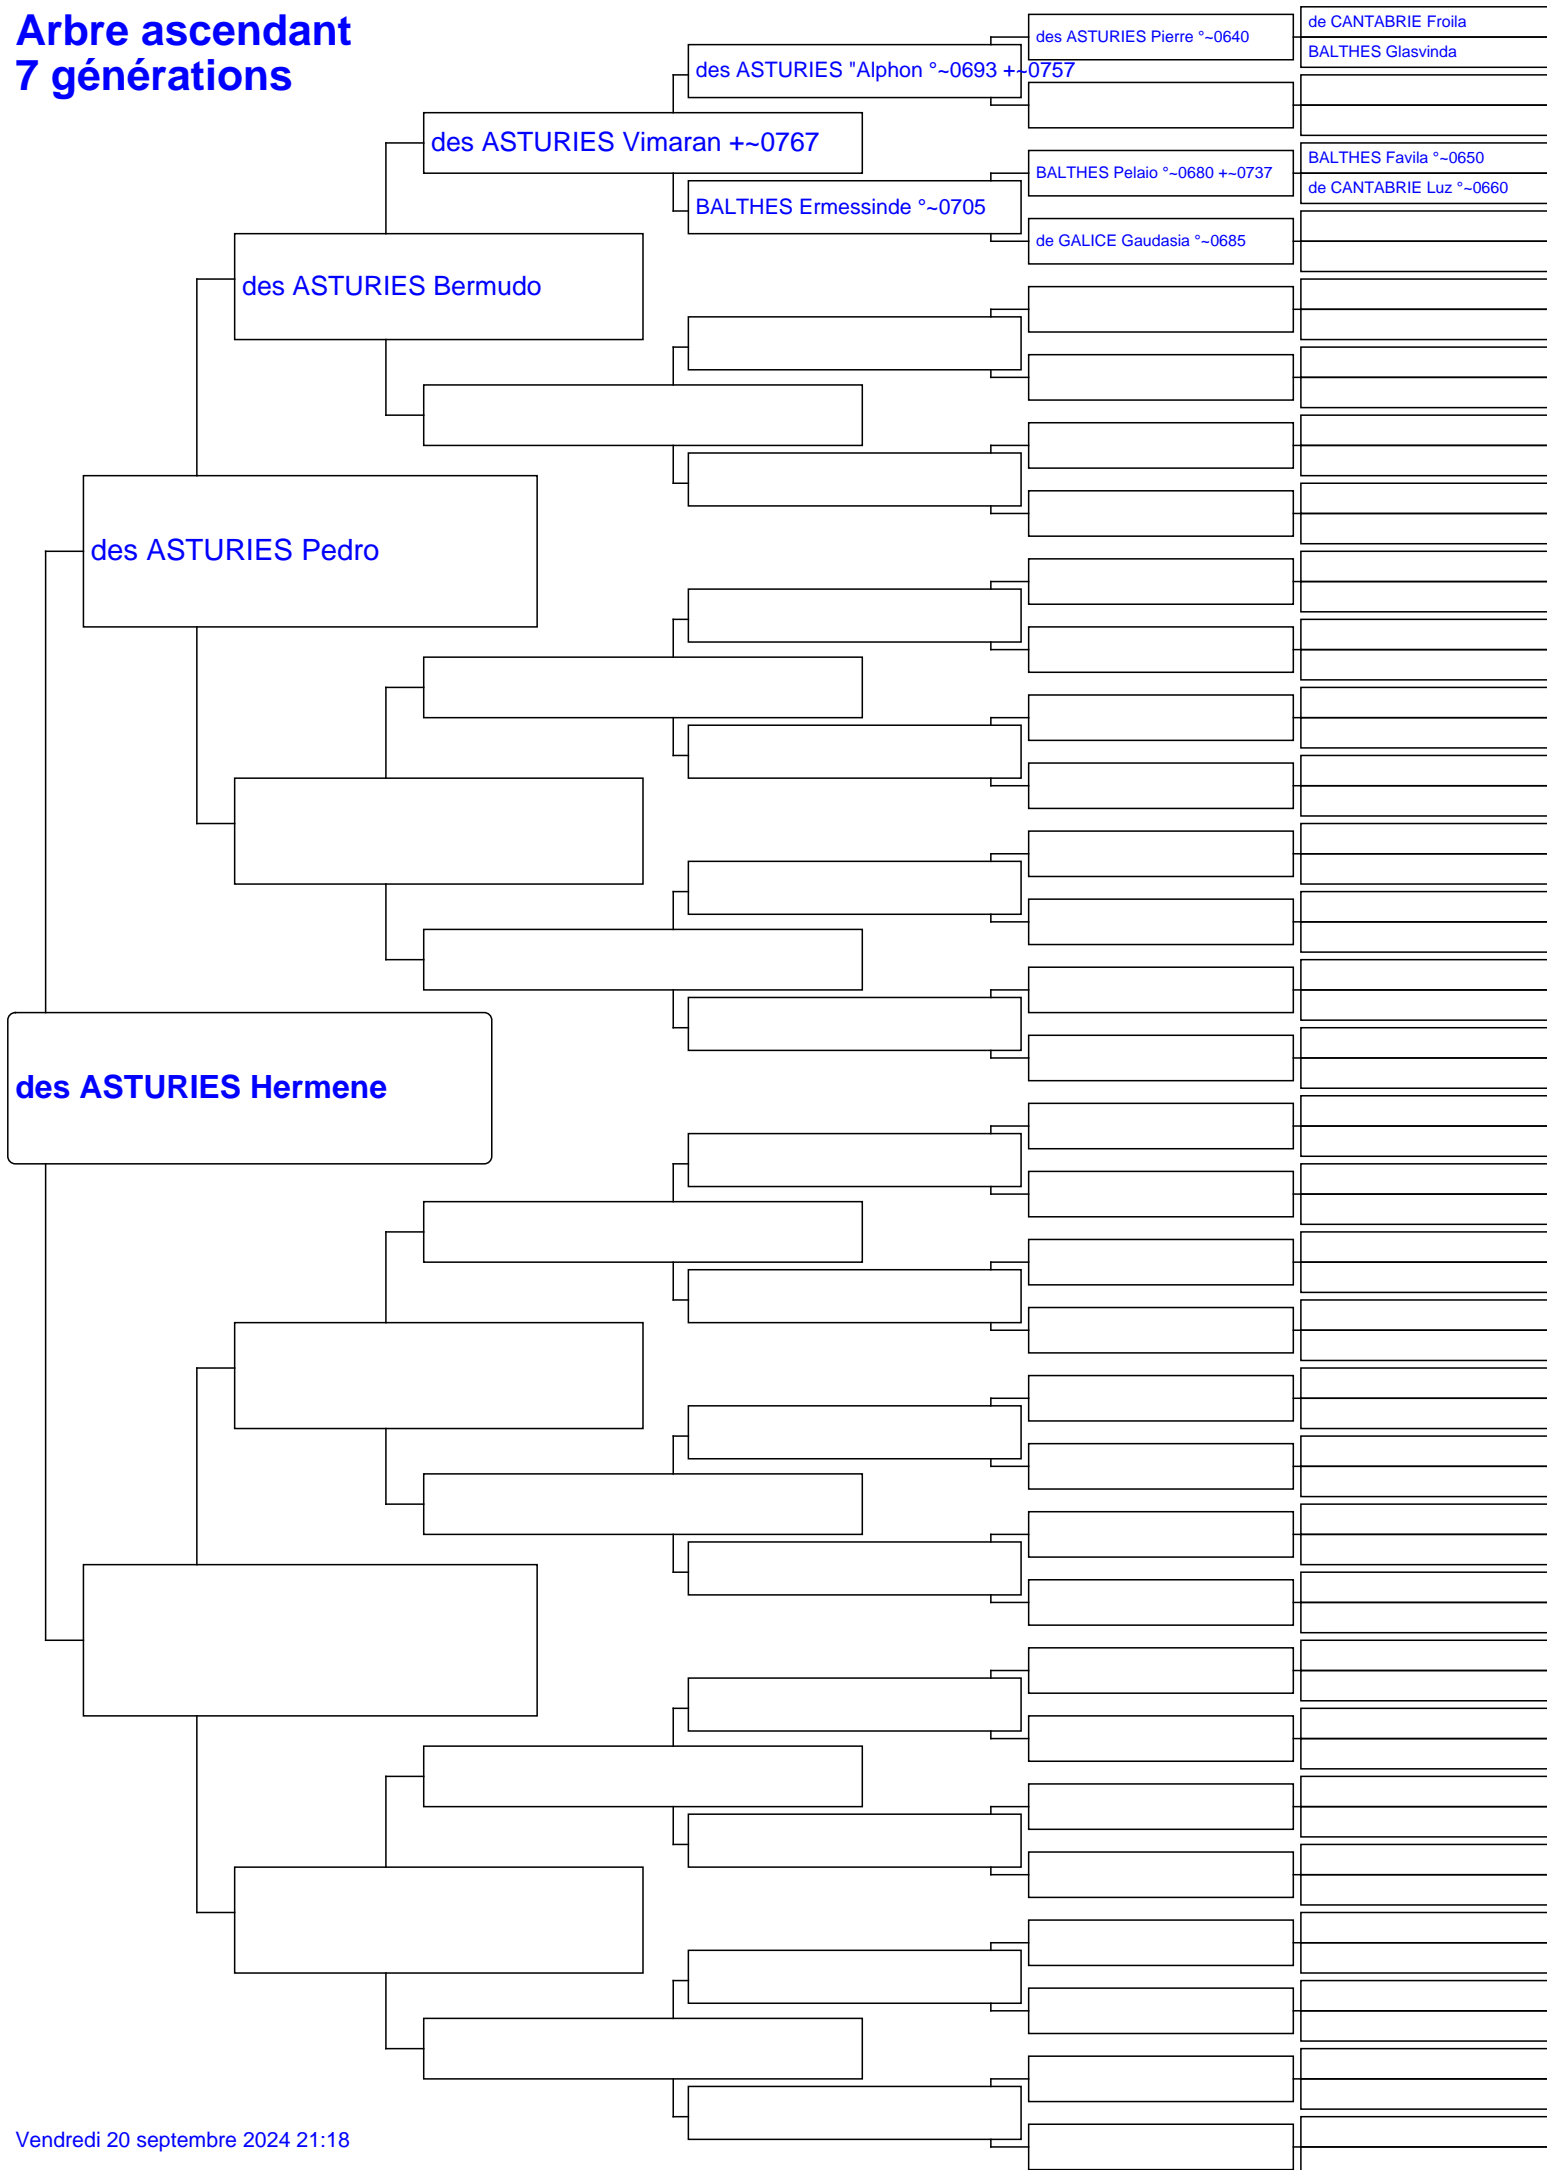 Arbre ascendant
7 générations
de CANTABRIE Froila
des ASTURIES Pierre °~0640
BALTHES Glasvinda
des ASTURIES "Alphon °~0693 +~0757
des ASTURIES Vimaran +~0767
BALTHES Favila °~0650
BALTHES Pelaio °~0680 +~0737
de CANTABRIE Luz °~0660
BALTHES Ermessinde °~0705
de GALICE Gaudasia °~0685
des ASTURIES Bermudo
des ASTURIES Pedro
des ASTURIES Hermene
Vendredi 20 septembre 2024 21:18